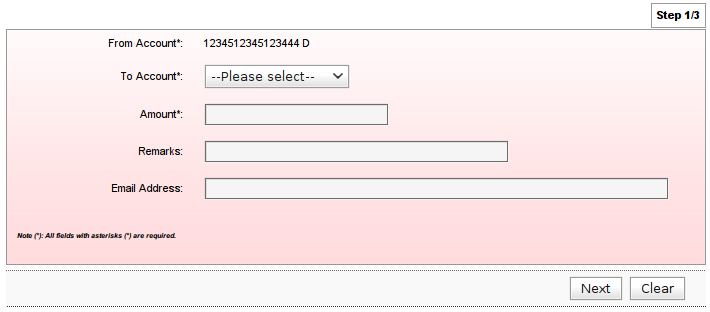 Step 1/3
From Account*: 1234512345123444 D
To Account*: --Please select--
Amount*:
Remarks:
Email Address:
Note (*): All fields with asterisks (*) are required.
Next Clear